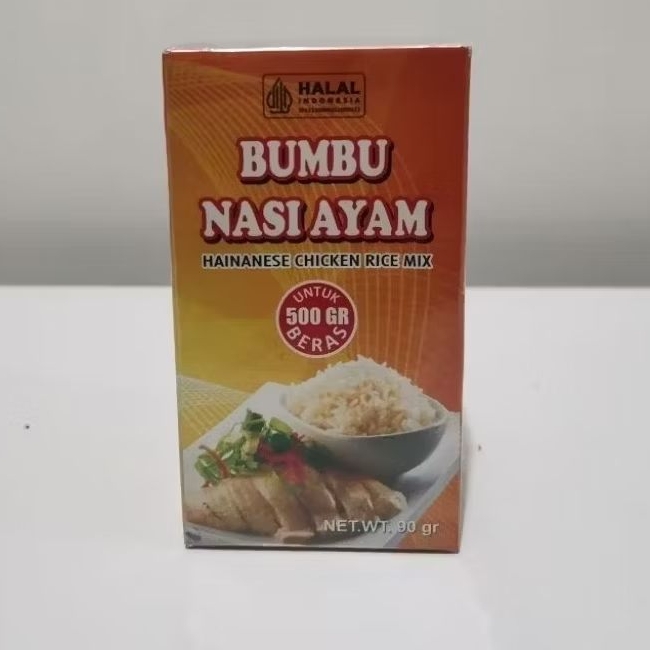 HALAL
INDONESIA
BUMBU
NASI AYAM
HAINANESE CHICKEN RICE MIX
UNTUK
500 GR
BERAS
NET.WT. 90 gr